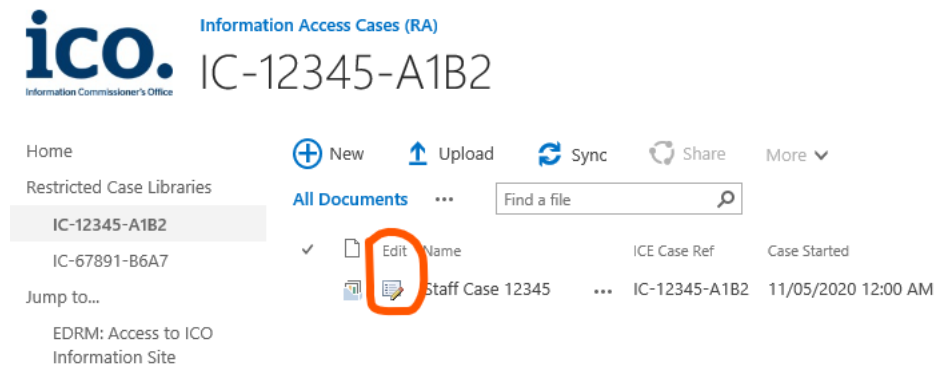 ico.
Information Commissioner's Office
Information Access Cases (RA)
IC-12345-A1B2
Home
Restricted Case Libraries
IC-12345-A1B2
IC-67891-B6A7
Jump to...
EDRM: Access to ICO
Information Site
New Upload Sync Share More
All Documents ... Find a file
Edit Name ICE Case Ref Case Started
Staff Case 12345 ... IC-12345-A1B2 11/05/2020 12:00 AM